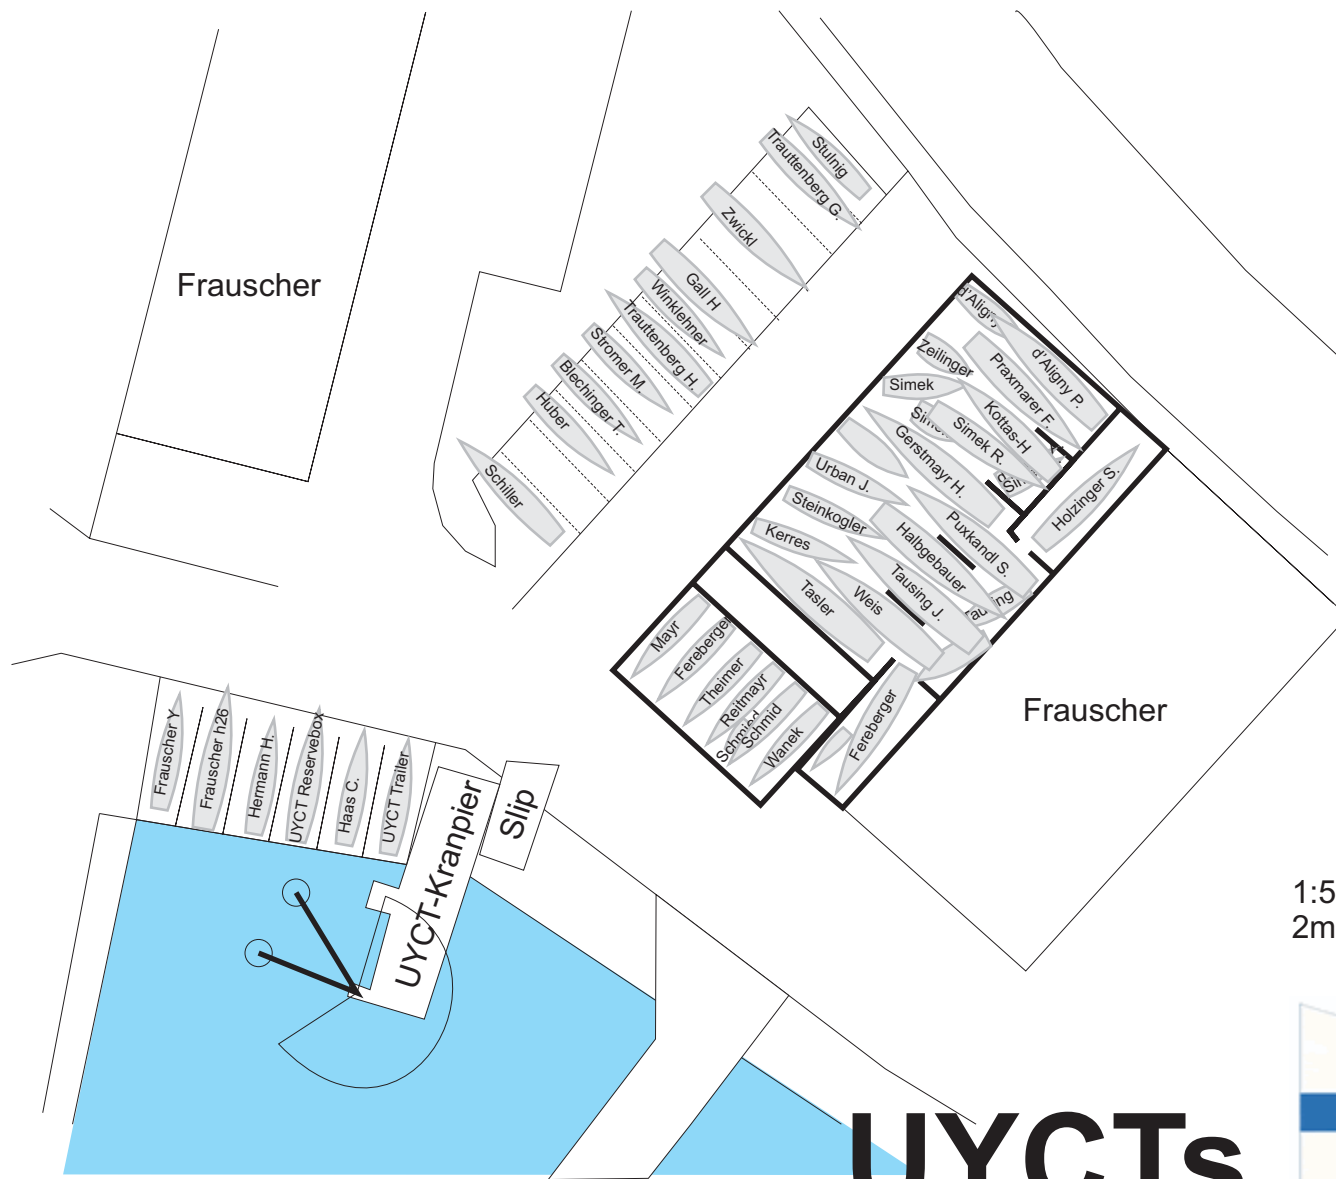 Frauscher
Stulnig
Trauttenberg G.
Zwickl
Gall H
Winklehner
Trauttenberg H.
Stromer M.
Blechinger T.
Huber
Schiller
d'Aligny
d'Aligny P.
Praxmarer F.
Zeilinger
Simek
Kottas-H
Simek R.
Gerstmayr H.
Holzinger S.
Urban J.
Steinkogler
Kerres
Puxkandl S.
Halbgebauer
Tausing J.
Weis
Tasler
Mayr
Fereberger
Theimer
Reitmayr
Schmied
Schmid
Wanek
Fereberger
Frauscher
Frauscher Y
Frauscher h26
Hermann H.
UYCT Reservebox
Haas C.
UYCT Trailer
UYCT-Kranpier
Slip
1:5
2m
UYCTs